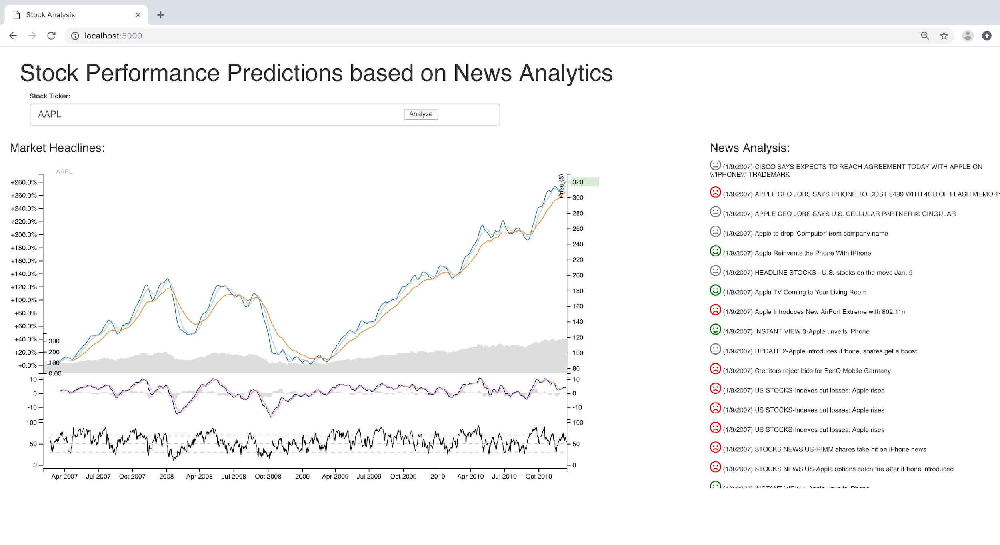 Stock Analysis
localhost:5000
Stock Performance Predictions based on News Analytics
Stock Ticker:
AAPL
Analyze
Market Headlines:
AAPL
+280.0%
+260.0%
+240.0%
+220.0%
+200.0%
+180.0%
+160.0%
+140.0%
+120.0%
+100.0%
+80.0%
+60.0%
+40.0%
+20.0%
+0.0%
300
200
100
0.00
Price ($)
320
300
280
260
240
220
200
180
160
140
120
100
80
10
0
-10
10
0
-10
100
50
0
100
50
0
Apr 2007 Jul 2007 Oct 2007 2008 Apr 2008 Jul 2008 Oct 2008 2009 Apr 2009 Jul 2009 Oct 2009 2010 Apr 2010 Jul 2010 Oct 2010
News Analysis:
(1/9/2007) CISCO SAYS EXPECTS TO REACH AGREEMENT TODAY WITH APPLE ON
\\"IPHONE\\" TRADEMARK
(1/9/2007) APPLE CEO JOBS SAYS IPHONE TO COST $499 WITH 4GB OF FLASH MEMORY
(1/9/2007) APPLE CEO JOBS SAYS U.S. CELLULAR PARTNER IS CINGULAR
(1/9/2007) Apple to drop 'Computer' from company name
(1/9/2007) Apple Reinvents the Phone With iPhone
(1/9/2007) HEADLINE STOCKS - U.S. stocks on the move Jan. 9
(1/9/2007) Apple TV Coming to Your Living Room
(1/9/2007) Apple Introduces New AirPort Extreme with 802.11n
(1/9/2007) INSTANT VIEW 3-Apple unveils iPhone
(1/9/2007) UPDATE 2-Apple introduces iPhone, shares get a boost
(1/9/2007) Creditors reject bids for BenQ Mobile Germany
(1/9/2007) US STOCKS-Indexes cut losses; Apple rises
(1/9/2007) US STOCKS-Indexes cut losses; Apple rises
(1/9/2007) US STOCKS-Indexes cut losses; Apple rises
(1/9/2007) STOCKS NEWS US-RIMM shares take hit on iPhone news
(1/9/2007) STOCKS NEWS US-Apple options catch fire after iPhone introduced